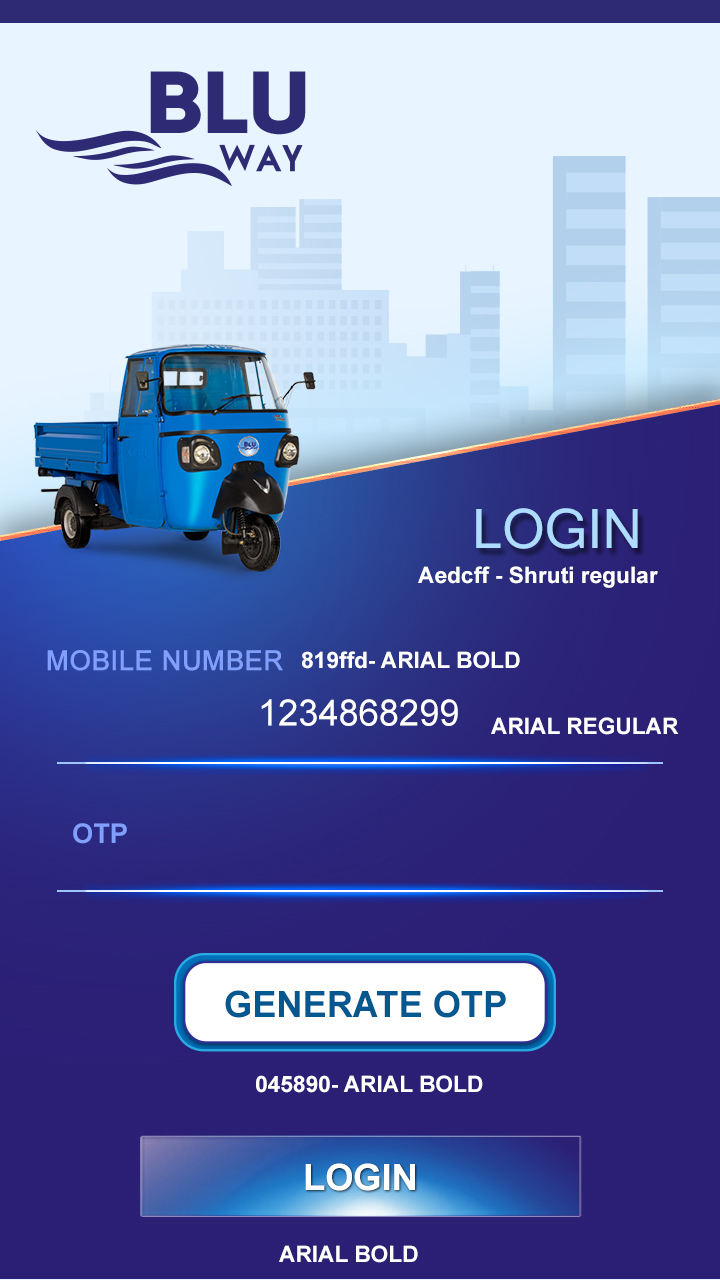 BLU
WAY
BLU
LOGIN
Aedcff - Shruti regular
MOBILE NUMBER 819ffd- ARIAL BOLD
1234868299 ARIAL REGULAR
OTP
GENERATE OTP
045890- ARIAL BOLD
LOGIN
ARIAL BOLD